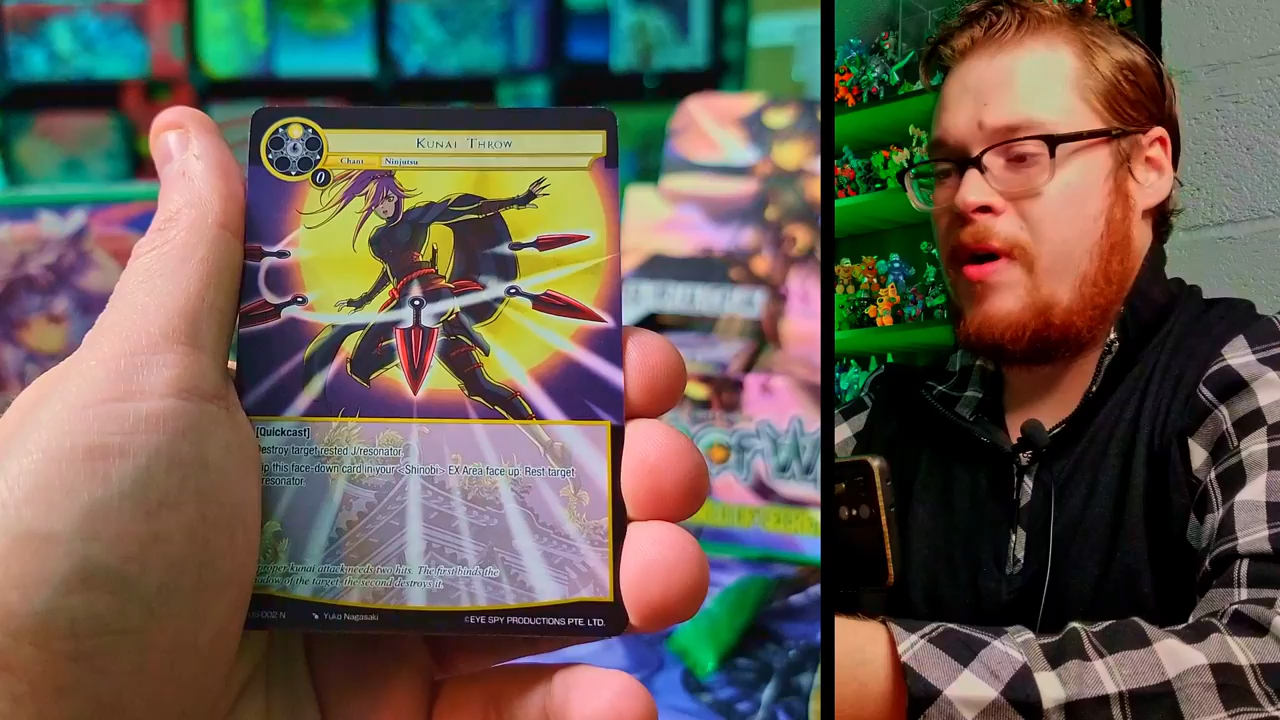 Kunai Throw
Chant Ninjutsu
0
[Quickcast]
Destroy target rested J/resonator.
this face-down card in your <Shinobi> EX Area face up. Rest target
resonator.
proper kunai attack needs two hits. The first binds the
of the target, the second destroys it.
-002-N Yuko Nagasaki ©EYE SPY PRODUCTIONS PTE. LTD.
OF